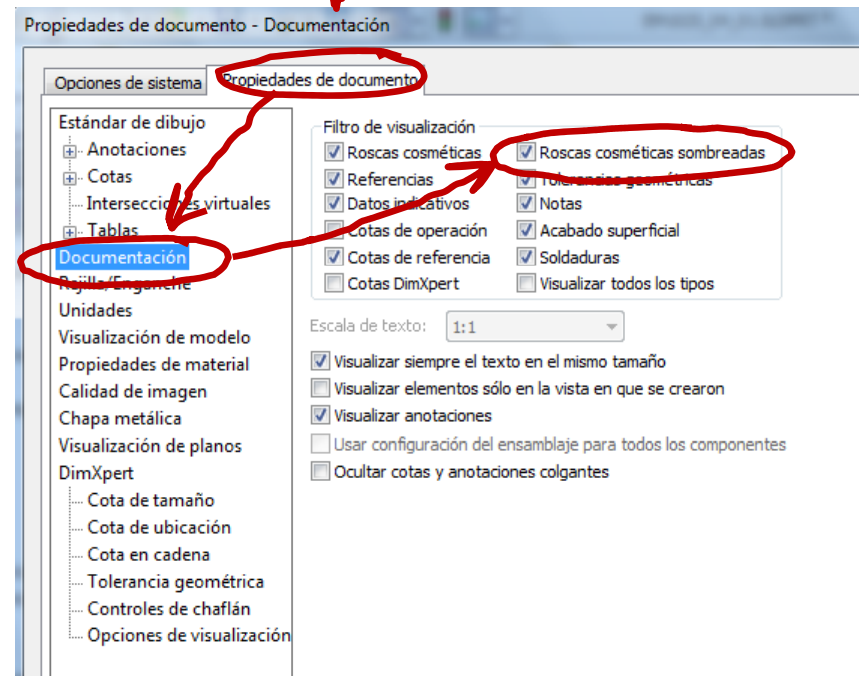 Propiedades de documento - Documentación
Opciones de sistema Propiedades de documento
Estándar de dibujo
Anotaciones
Cotas
Intersecciones virtuales
Tablas
Documentación
Rejilla/Enganche
Unidades
Visualización de modelo
Propiedades de material
Calidad de imagen
Chapa metálica
Visualización de planos
DimXpert
Cota de tamaño
Cota de ubicación
Cota en cadena
Tolerancia geométrica
Controles de chaflán
Opciones de visualización
Filtro de visualización
Roscas cosméticas Roscas cosméticas sombreadas
Referencias Tolerancias geométricas
Datos indicativos Notas
Cotas de operación Acabado superficial
Cotas de referencia Soldaduras
Cotas DimXpert Visualizar todos los tipos
Escala de texto: 1:1
Visualizar siempre el texto en el mismo tamaño
Visualizar elementos sólo en la vista en que se crearon
Visualizar anotaciones
Usar configuración del ensamblaje para todos los componentes
Ocultar cotas y anotaciones colgantes